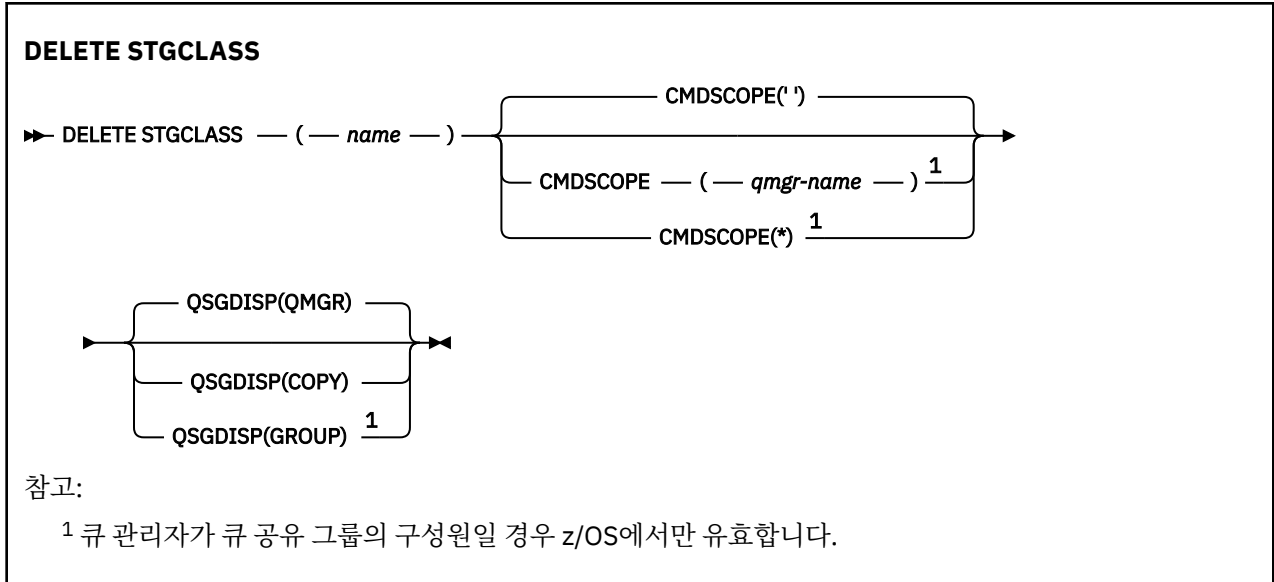 DELETE STGCLASS
CMDSCOPE(' ')
DELETE STGCLASS ( name )
CMDSCOPE ( qmgr-name ) 1
CMDSCOPE(*) 1
QSGDISP(QMGR)
QSGDISP(COPY)
QSGDISP(GROUP) 1
참고:
1 큐 관리자가 큐 공유 그룹의 구성원일 경우 z/OS에서만 유효합니다.